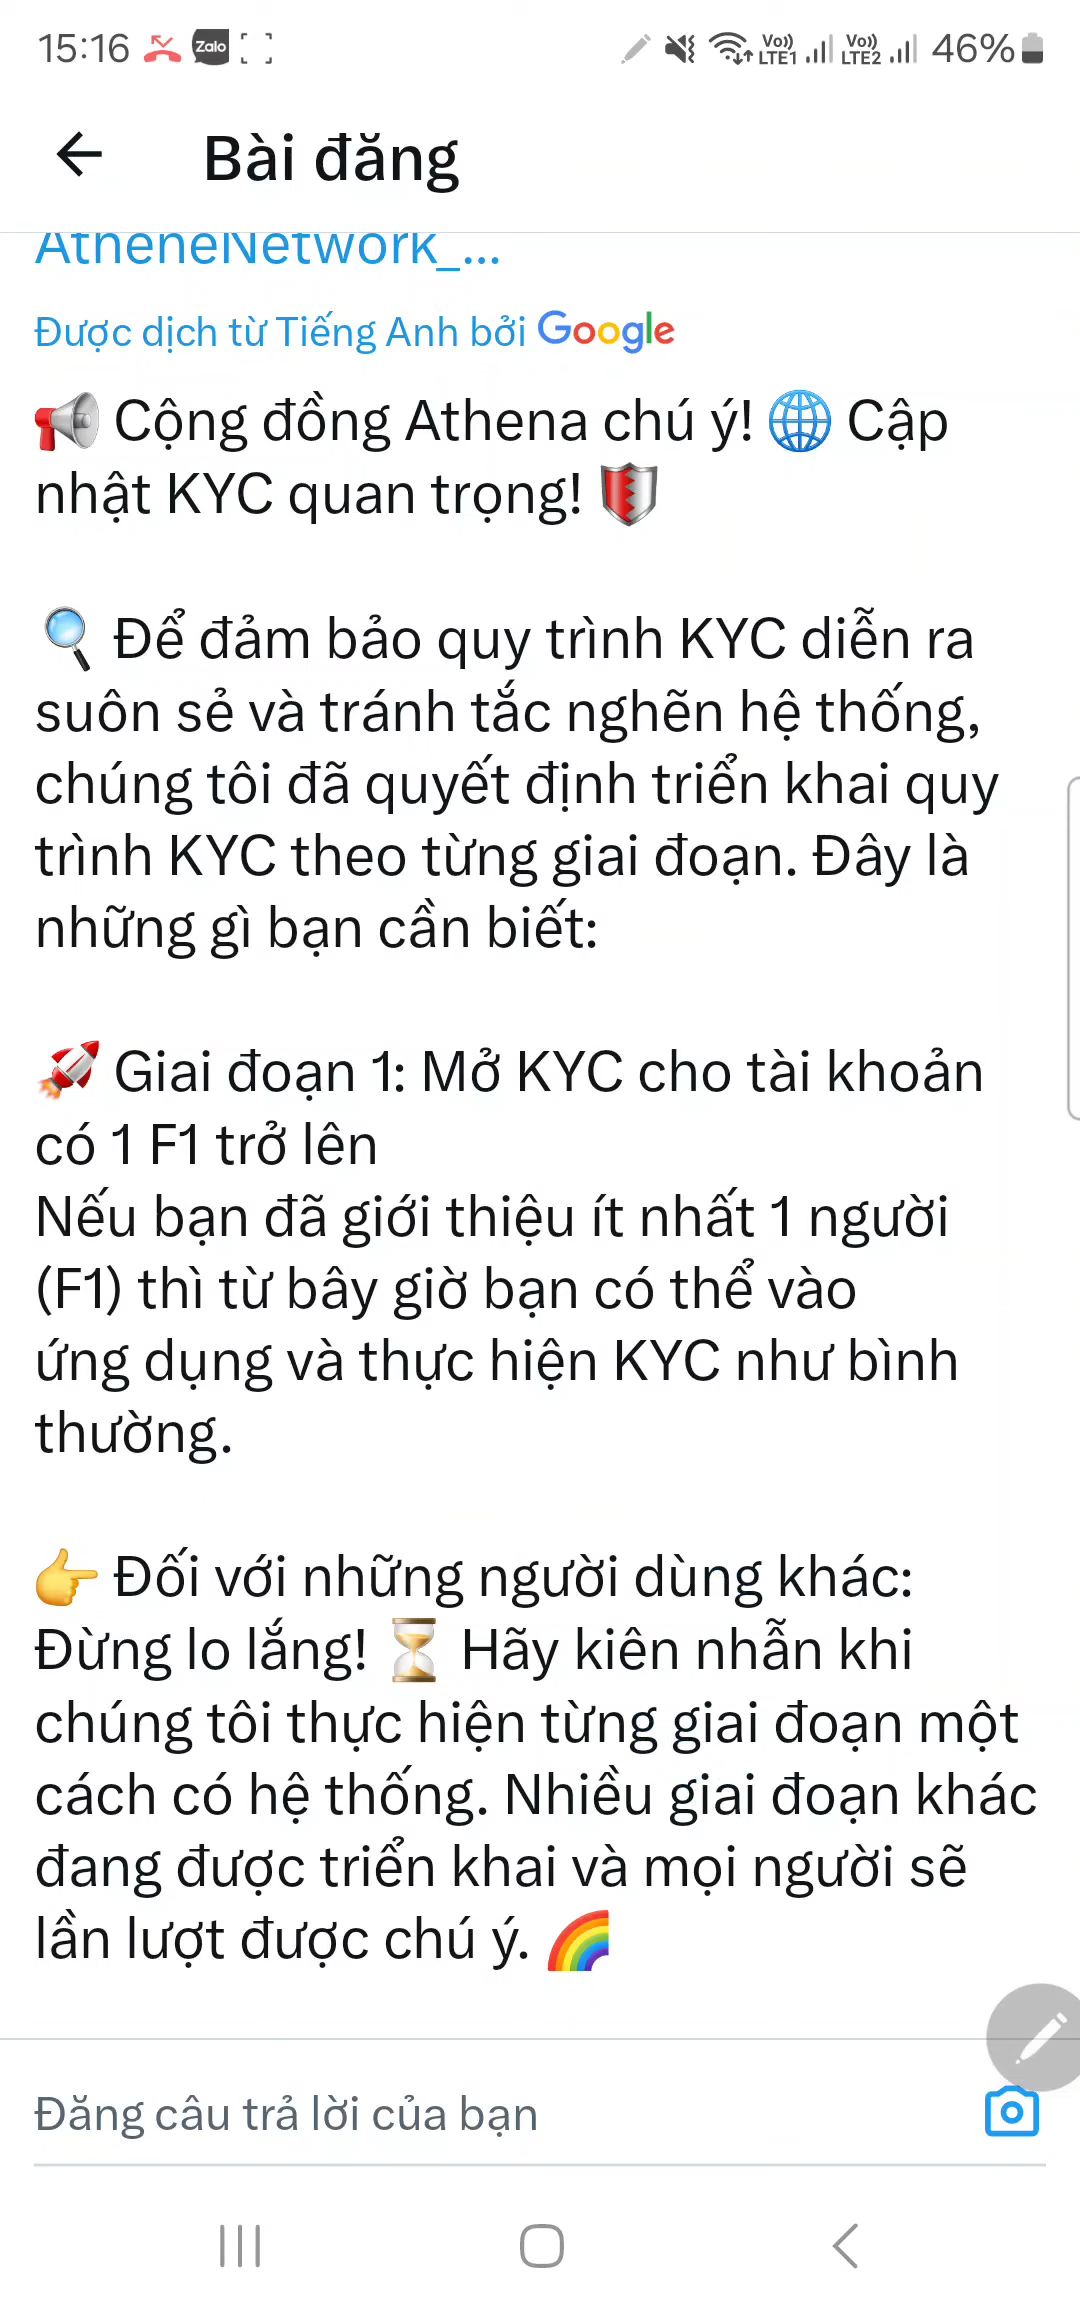 15:16 Zalo Vo)) LTE1 Vo)) LTE2 46%
Bài đăng
AtheneNetwork_...
Được dịch từ Tiếng Anh bởi Google
Cộng đồng Athena chú ý! Cập
nhật KYC quan trọng!
Để đảm bảo quy trình KYC diễn ra
suôn sẻ và tránh tắc nghẽn hệ thống,
chúng tôi đã quyết định triển khai quy
trình KYC theo từng giai đoạn. Đây là
những gì bạn cần biết:
Giai đoạn 1: Mở KYC cho tài khoản
có 1 F1 trở lên
Nếu bạn đã giới thiệu ít nhất 1 người
(F1) thì từ bây giờ bạn có thể vào
ứng dụng và thực hiện KYC như bình
thường.
Đối với những người dùng khác:
Đừng lo lắng! Hãy kiên nhẫn khi
chúng tôi thực hiện từng giai đoạn một
cách có hệ thống. Nhiều giai đoạn khác
đang được triển khai và mọi người sẽ
lần lượt được chú ý.
Đăng câu trả lời của bạn